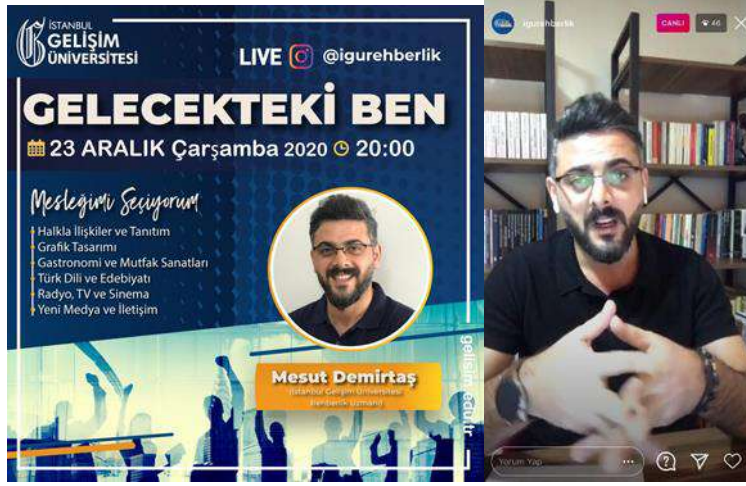 İSTANBUL
GELİŞİM
ÜNİVERSİTESİ
LIVE @igurehberlik
GELECEKTEKİ BEN
23 ARALIK Çarşamba 2020 20:00
Mesleğimi Seçiyorum
Halkla İlişkiler ve Tanıtım
Grafik Tasarımı
Gastronomi ve Mutfak Sanatları
Türk Dili ve Edebiyatı
Radyo, TV ve Sinema
Yeni Medya ve İletişim
Mesut Demirtaş
(İstanbul Gelişim Üniversitesi
Rehberlik Uzmanı)
gelisim.edu.tr
igurehberlik
CANLI 46
Yorum Yap